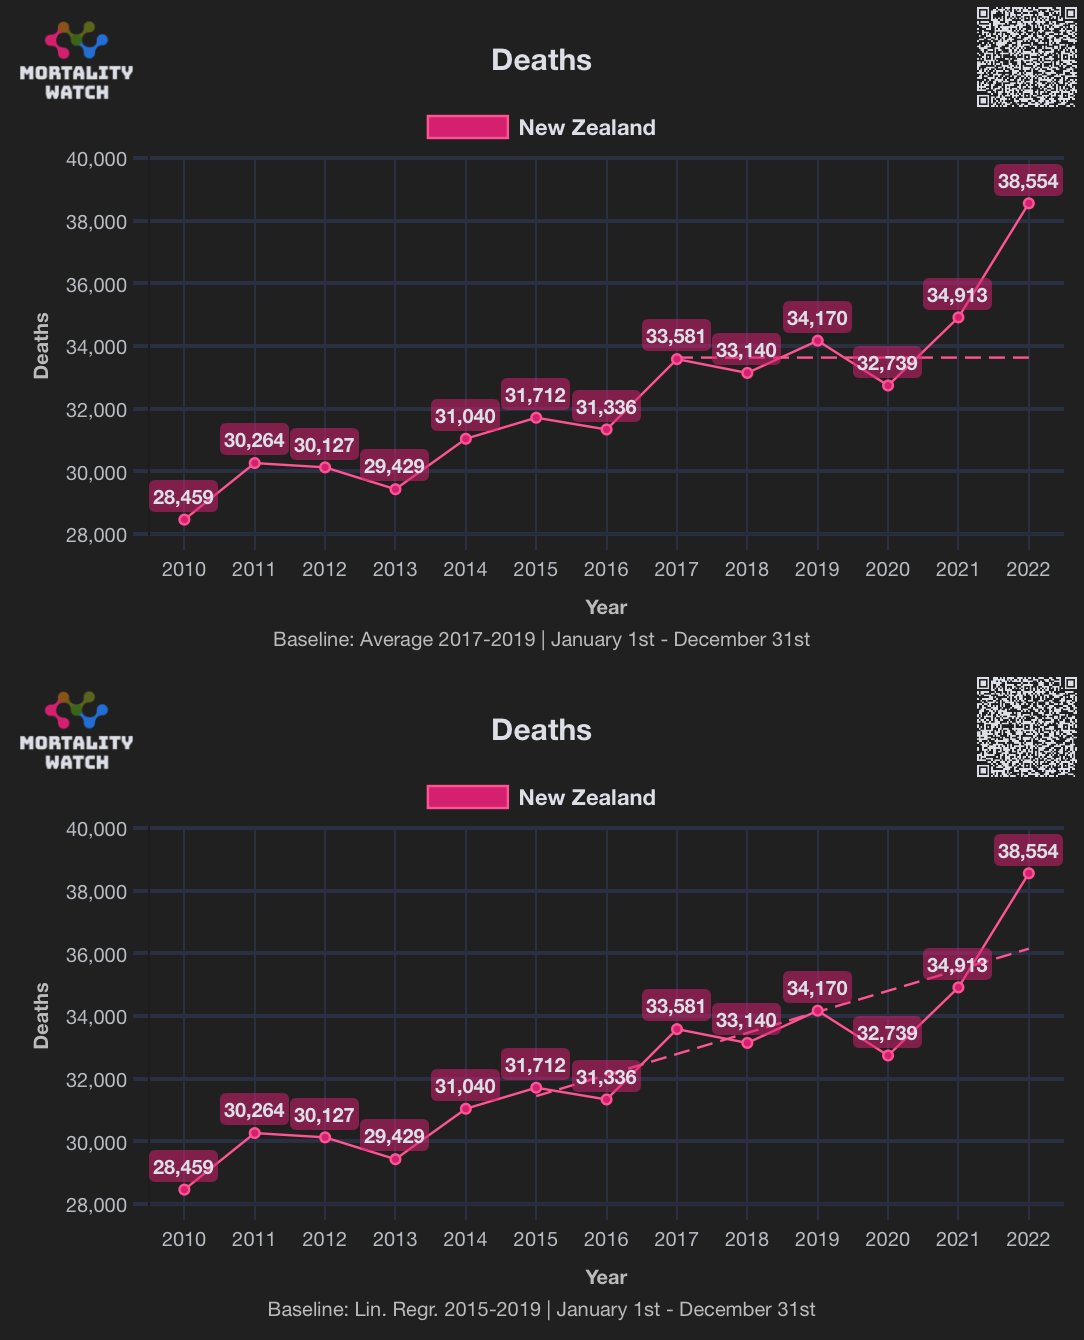 MORTALITY
WATCH
Deaths
New Zealand
40,000
38,000
36,000
34,000
32,000
30,000
28,000
Deaths
28,459
30,264
30,127
29,429
31,040
31,712
31,336
33,581
33,140
34,170
32,739
34,913
38,554
2010 2011 2012 2013 2014 2015 2016 2017 2018 2019 2020 2021 2022
Year
Baseline: Average 2017-2019 | January 1st - December 31st
MORTALITY
WATCH
Deaths
New Zealand
40,000
38,000
36,000
34,000
32,000
30,000
28,000
Deaths
28,459
30,264
30,127
29,429
31,040
31,712
31,336
33,581
33,140
34,170
32,739
34,913
38,554
2010 2011 2012 2013 2014 2015 2016 2017 2018 2019 2020 2021 2022
Year
Baseline: Lin. Regr. 2015-2019 | January 1st - December 31st